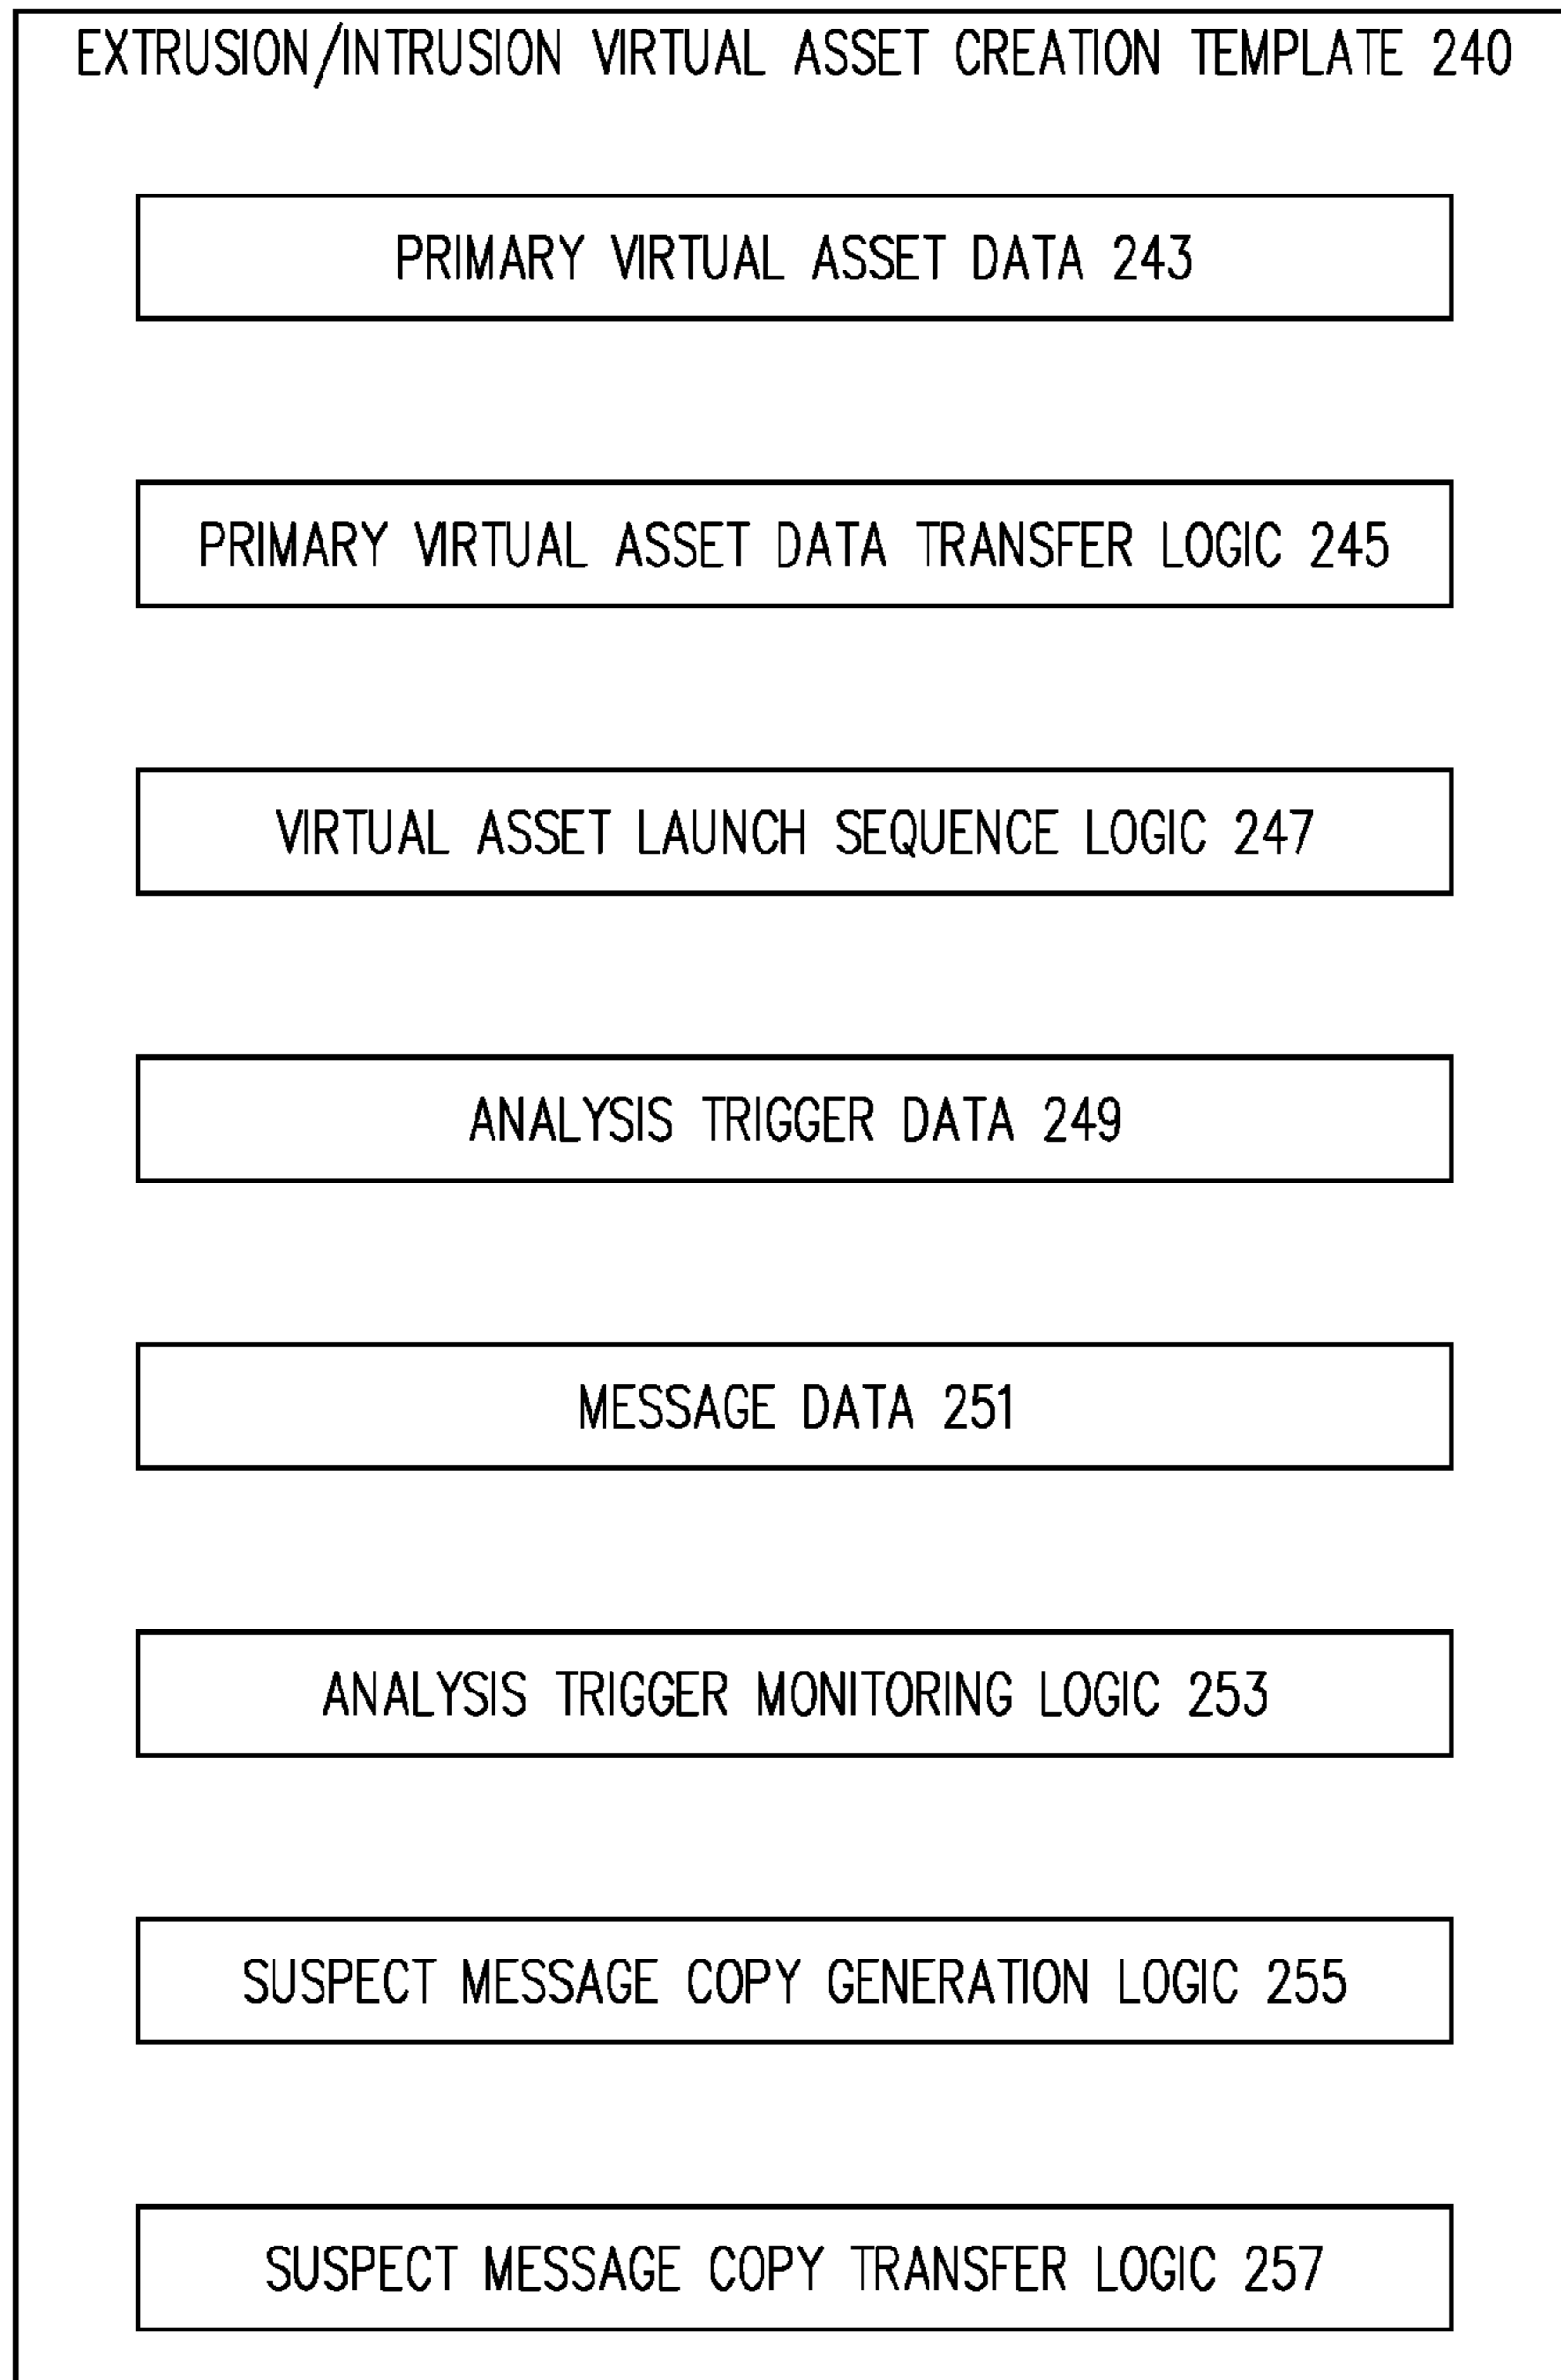 EXTRUSION/INTRUSION VIRTUAL ASSET CREATION TEMPLATE 240
PRIMARY VIRTUAL ASSET DATA 243
PRIMARY VIRTUAL ASSET DATA TRANSFER LOGIC 245
VIRTUAL ASSET LAUNCH SEQUENCE LOGIC 247
ANALYSIS TRIGGER DATA 249
MESSAGE DATA 251
ANALYSIS TRIGGER MONITORING LOGIC 253
SUSPECT MESSAGE COPY GENERATION LOGIC 255
SUSPECT MESSAGE COPY TRANSFER LOGIC 257